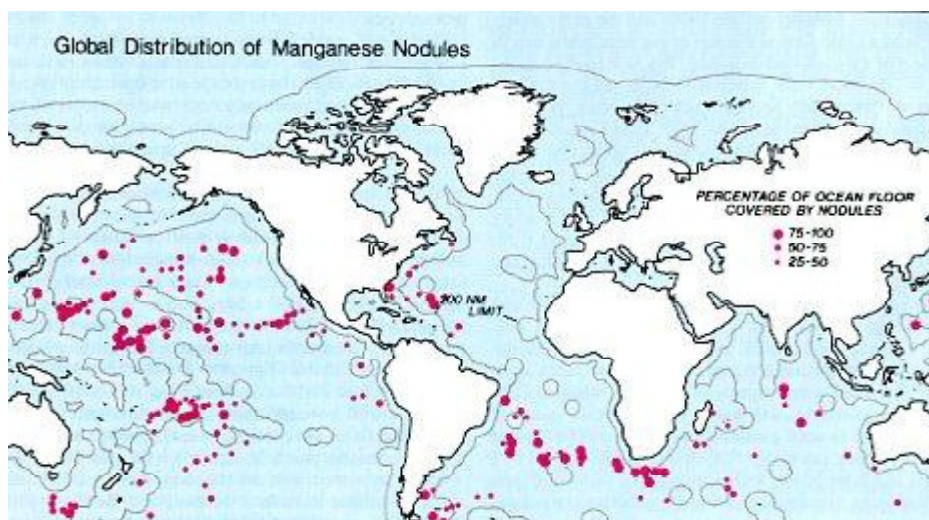 Global Distribution of Manganese Nodules
PERCENTAGE OF OCEAN FLOOR
COVERED BY NODULES
75-100
50-75
25-50
200 NM
LIMIT